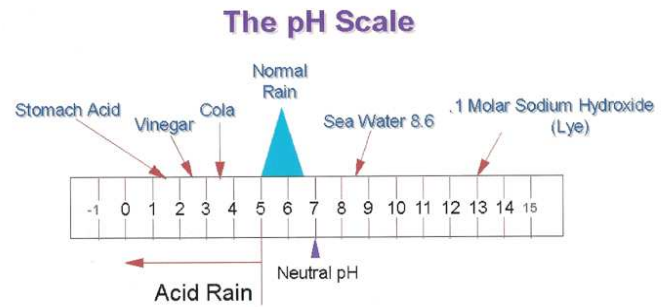 The pH Scale
Normal
Rain
Stomach Acid
Vinegar
Cola
Sea Water 8.6
.1 Molar Sodium Hydroxide
(Lye)
-1 0 1 2 3 4 5 6 7 8 9 10 11 12 13 14 15
Neutral pH
Acid Rain